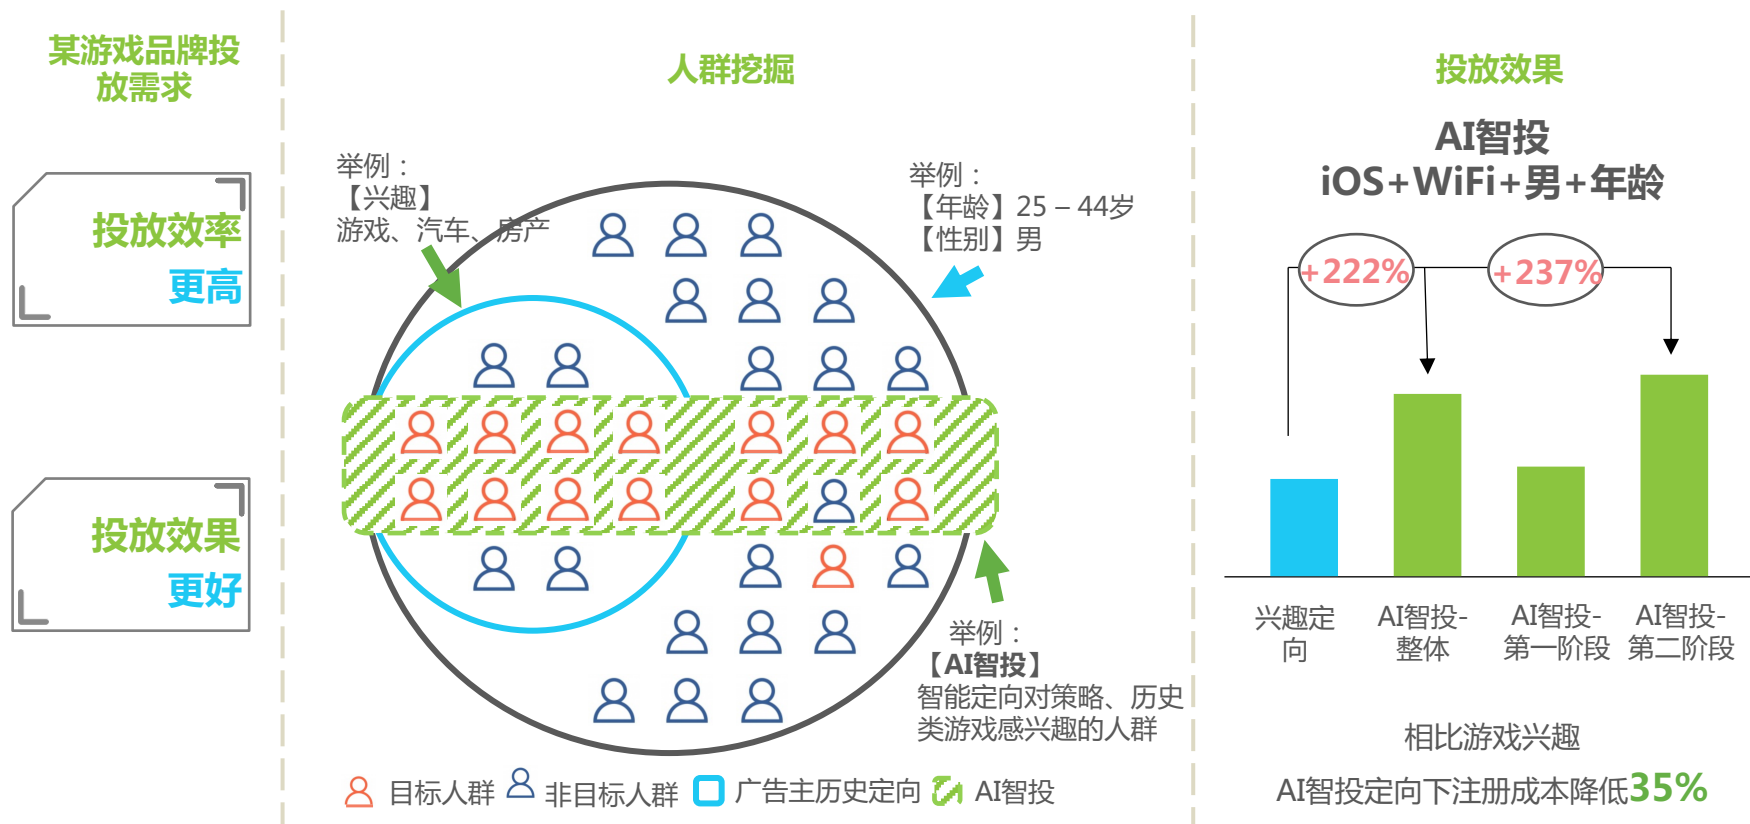 某游戏品牌投
放需求
投放效率
更高
投放效果
更好
人群挖掘
举例：
【兴趣】
游戏、汽车、房产
举例：
【年龄】25 – 44岁
【性别】男
举例：
【AI智投】
智能定向对策略、历史
类游戏感兴趣的人群
目标人群
非目标人群
广告主历史定向
AI智投
投放效果
AI智投
iOS+WiFi+男+年龄
+222%
+237%
兴趣定
向
AI智投-
整体
AI智投-
第一阶段
AI智投-
第二阶段
相比游戏兴趣
AI智投定向下注册成本降低35%